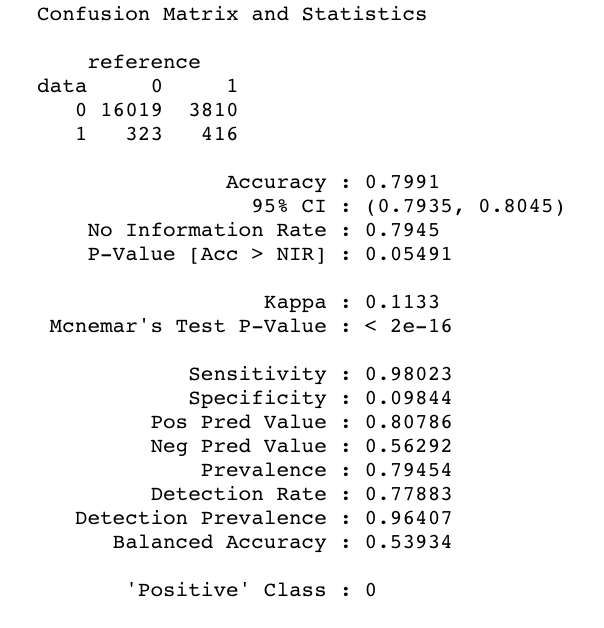 Confusion Matrix and Statistics
reference
data 0 1
0 16019 3810
1 323 416
Accuracy : 0.7991
95% CI : (0.7935, 0.8045)
No Information Rate : 0.7945
P-Value [Acc > NIR] : 0.05491
Kappa : 0.1133
Mcnemar's Test P-Value : < 2e-16
Sensitivity : 0.98023
Specificity : 0.09844
Pos Pred Value : 0.80786
Neg Pred Value : 0.56292
Prevalence : 0.79454
Detection Rate : 0.77883
Detection Prevalence : 0.96407
Balanced Accuracy : 0.53934
'Positive' Class : 0